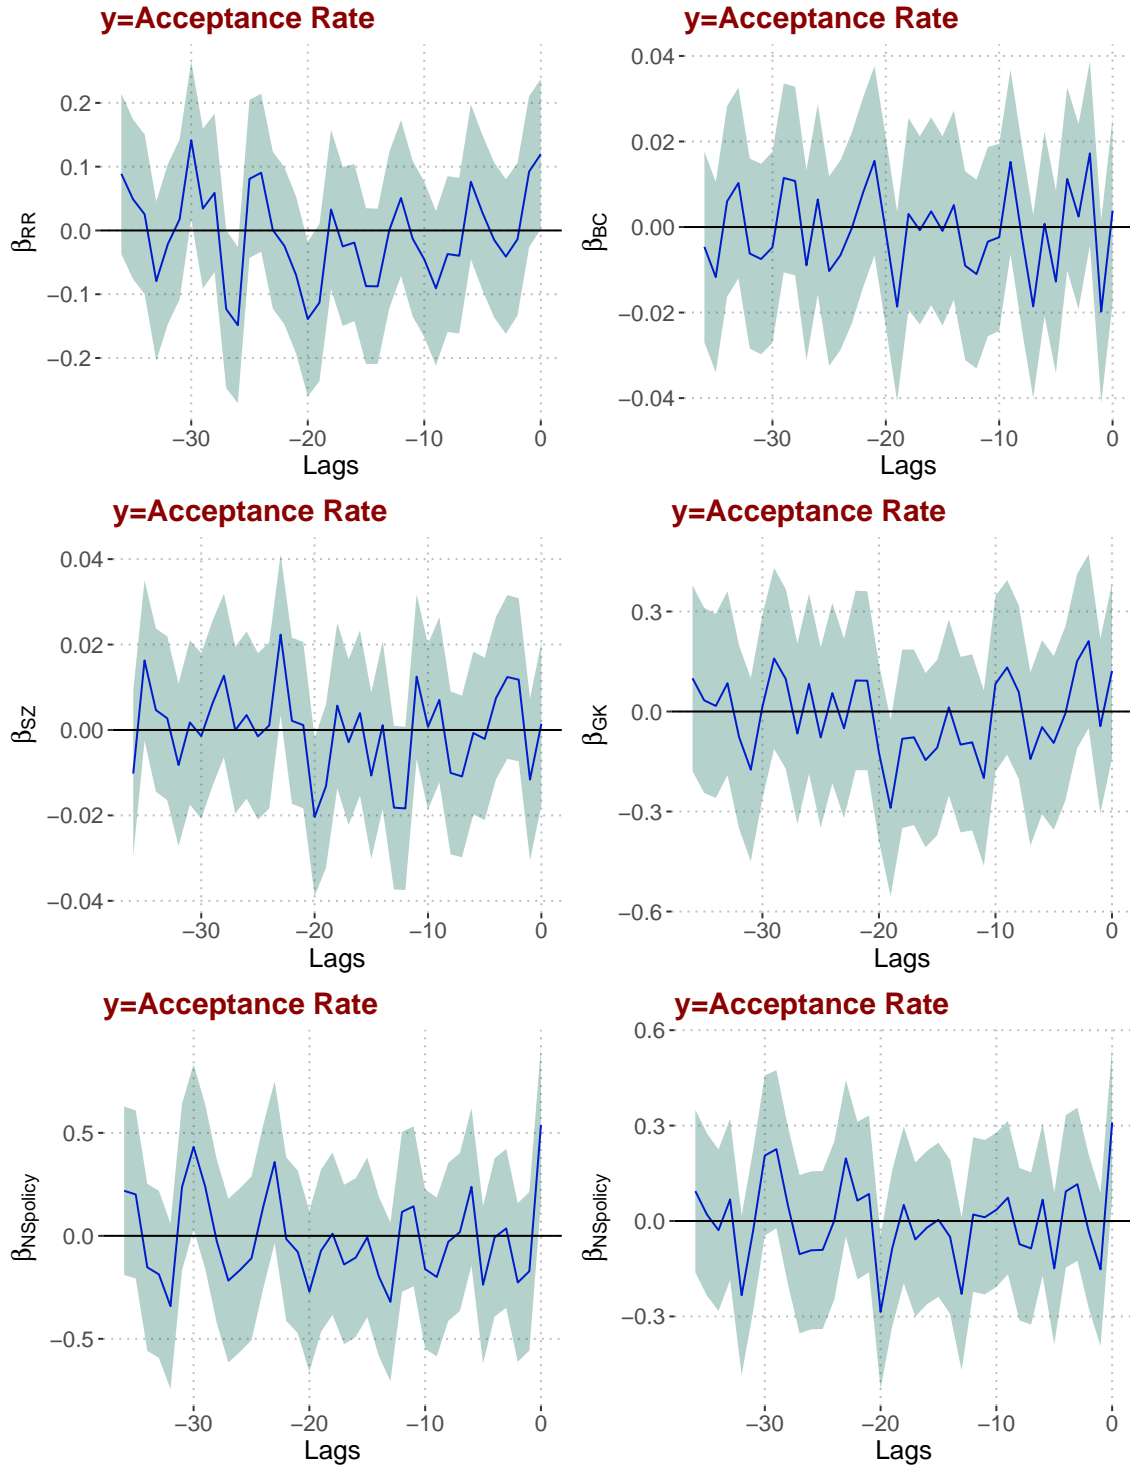 y=Acceptance Rate
0.2
0.1
0.0
−0.1
−0.2
βRR
−30 −20 −10 0
Lags
y=Acceptance Rate
0.04
0.02
0.00
−0.02
−0.04
βBC
−30 −20 −10 0
Lags
y=Acceptance Rate
0.04
0.02
0.00
−0.02
−0.04
βSZ
−30 −20 −10 0
Lags
y=Acceptance Rate
0.3
0.0
−0.3
−0.6
βGK
−30 −20 −10 0
Lags
y=Acceptance Rate
0.5
0.0
−0.5
βNSpolicy
−30 −20 −10 0
Lags
y=Acceptance Rate
0.6
0.3
0.0
−0.3
βNSpolicy
−30 −20 −10 0
Lags